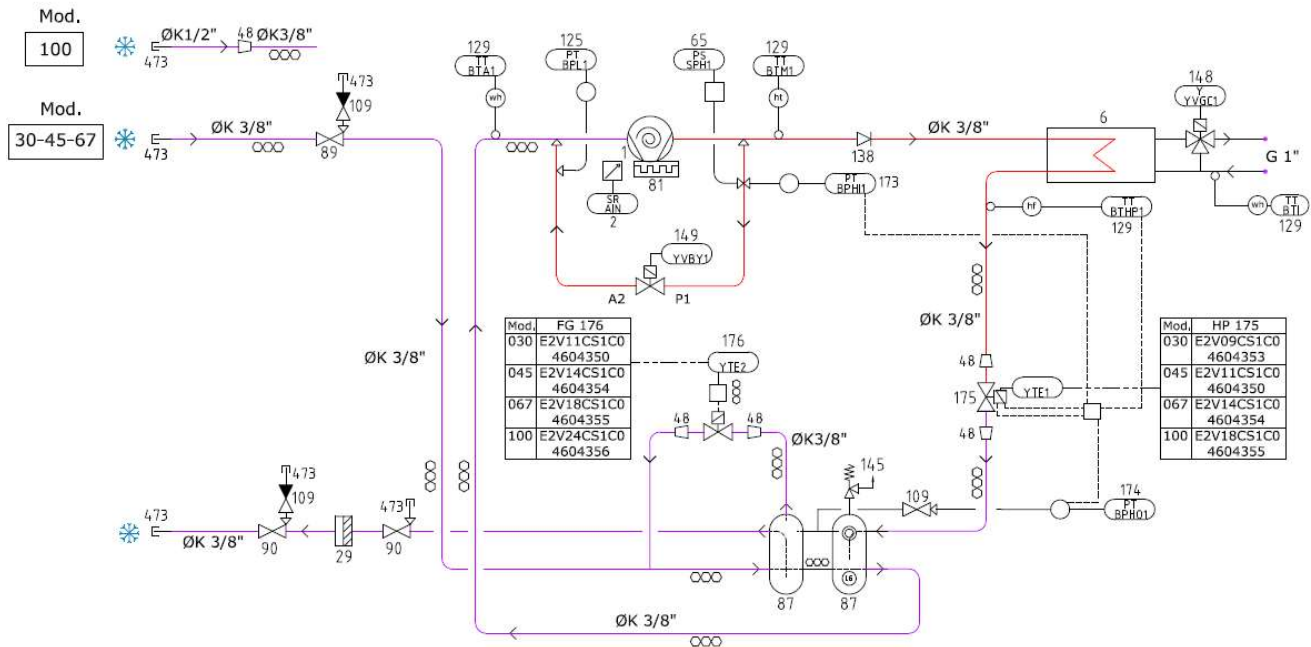 Mod.
100
473
ØK1/2"
48
ØK3/8"
Mod.
30-45-67
473
ØK 3/8"
473
109
89
129
TT
BTA1
wh
125
PT
BPL1
65
PS
SPH1
129
TT
BTM1
ht
1
81
SR
AIN
2
138
ØK 3/8"
6
148
Y
YVGC1
G 1"
PT
BPHI1
173
hf
TT
BTHP1
129
wh
TT
BTI
129
149
YVBY1
A2
P1
ØK 3/8"
ØK 3/8"
Mod. FG 176
030 E2V11CS1C0
4604350
045 E2V14CS1C0
4604354
067 E2V18CS1C0
4604355
100 E2V24CS1C0
4604356
176
YTE2
48
48
ØK3/8"
48
175
YTE1
48
Mod. HP 175
030 E2V09CS1C0
4604353
045 E2V11CS1C0
4604350
067 E2V14CS1C0
4604354
100 E2V18CS1C0
4604355
473
109
473
473
ØK 3/8"
90
29
90
145
109
174
PT
BPHO1
LG
87
87
ØK 3/8"